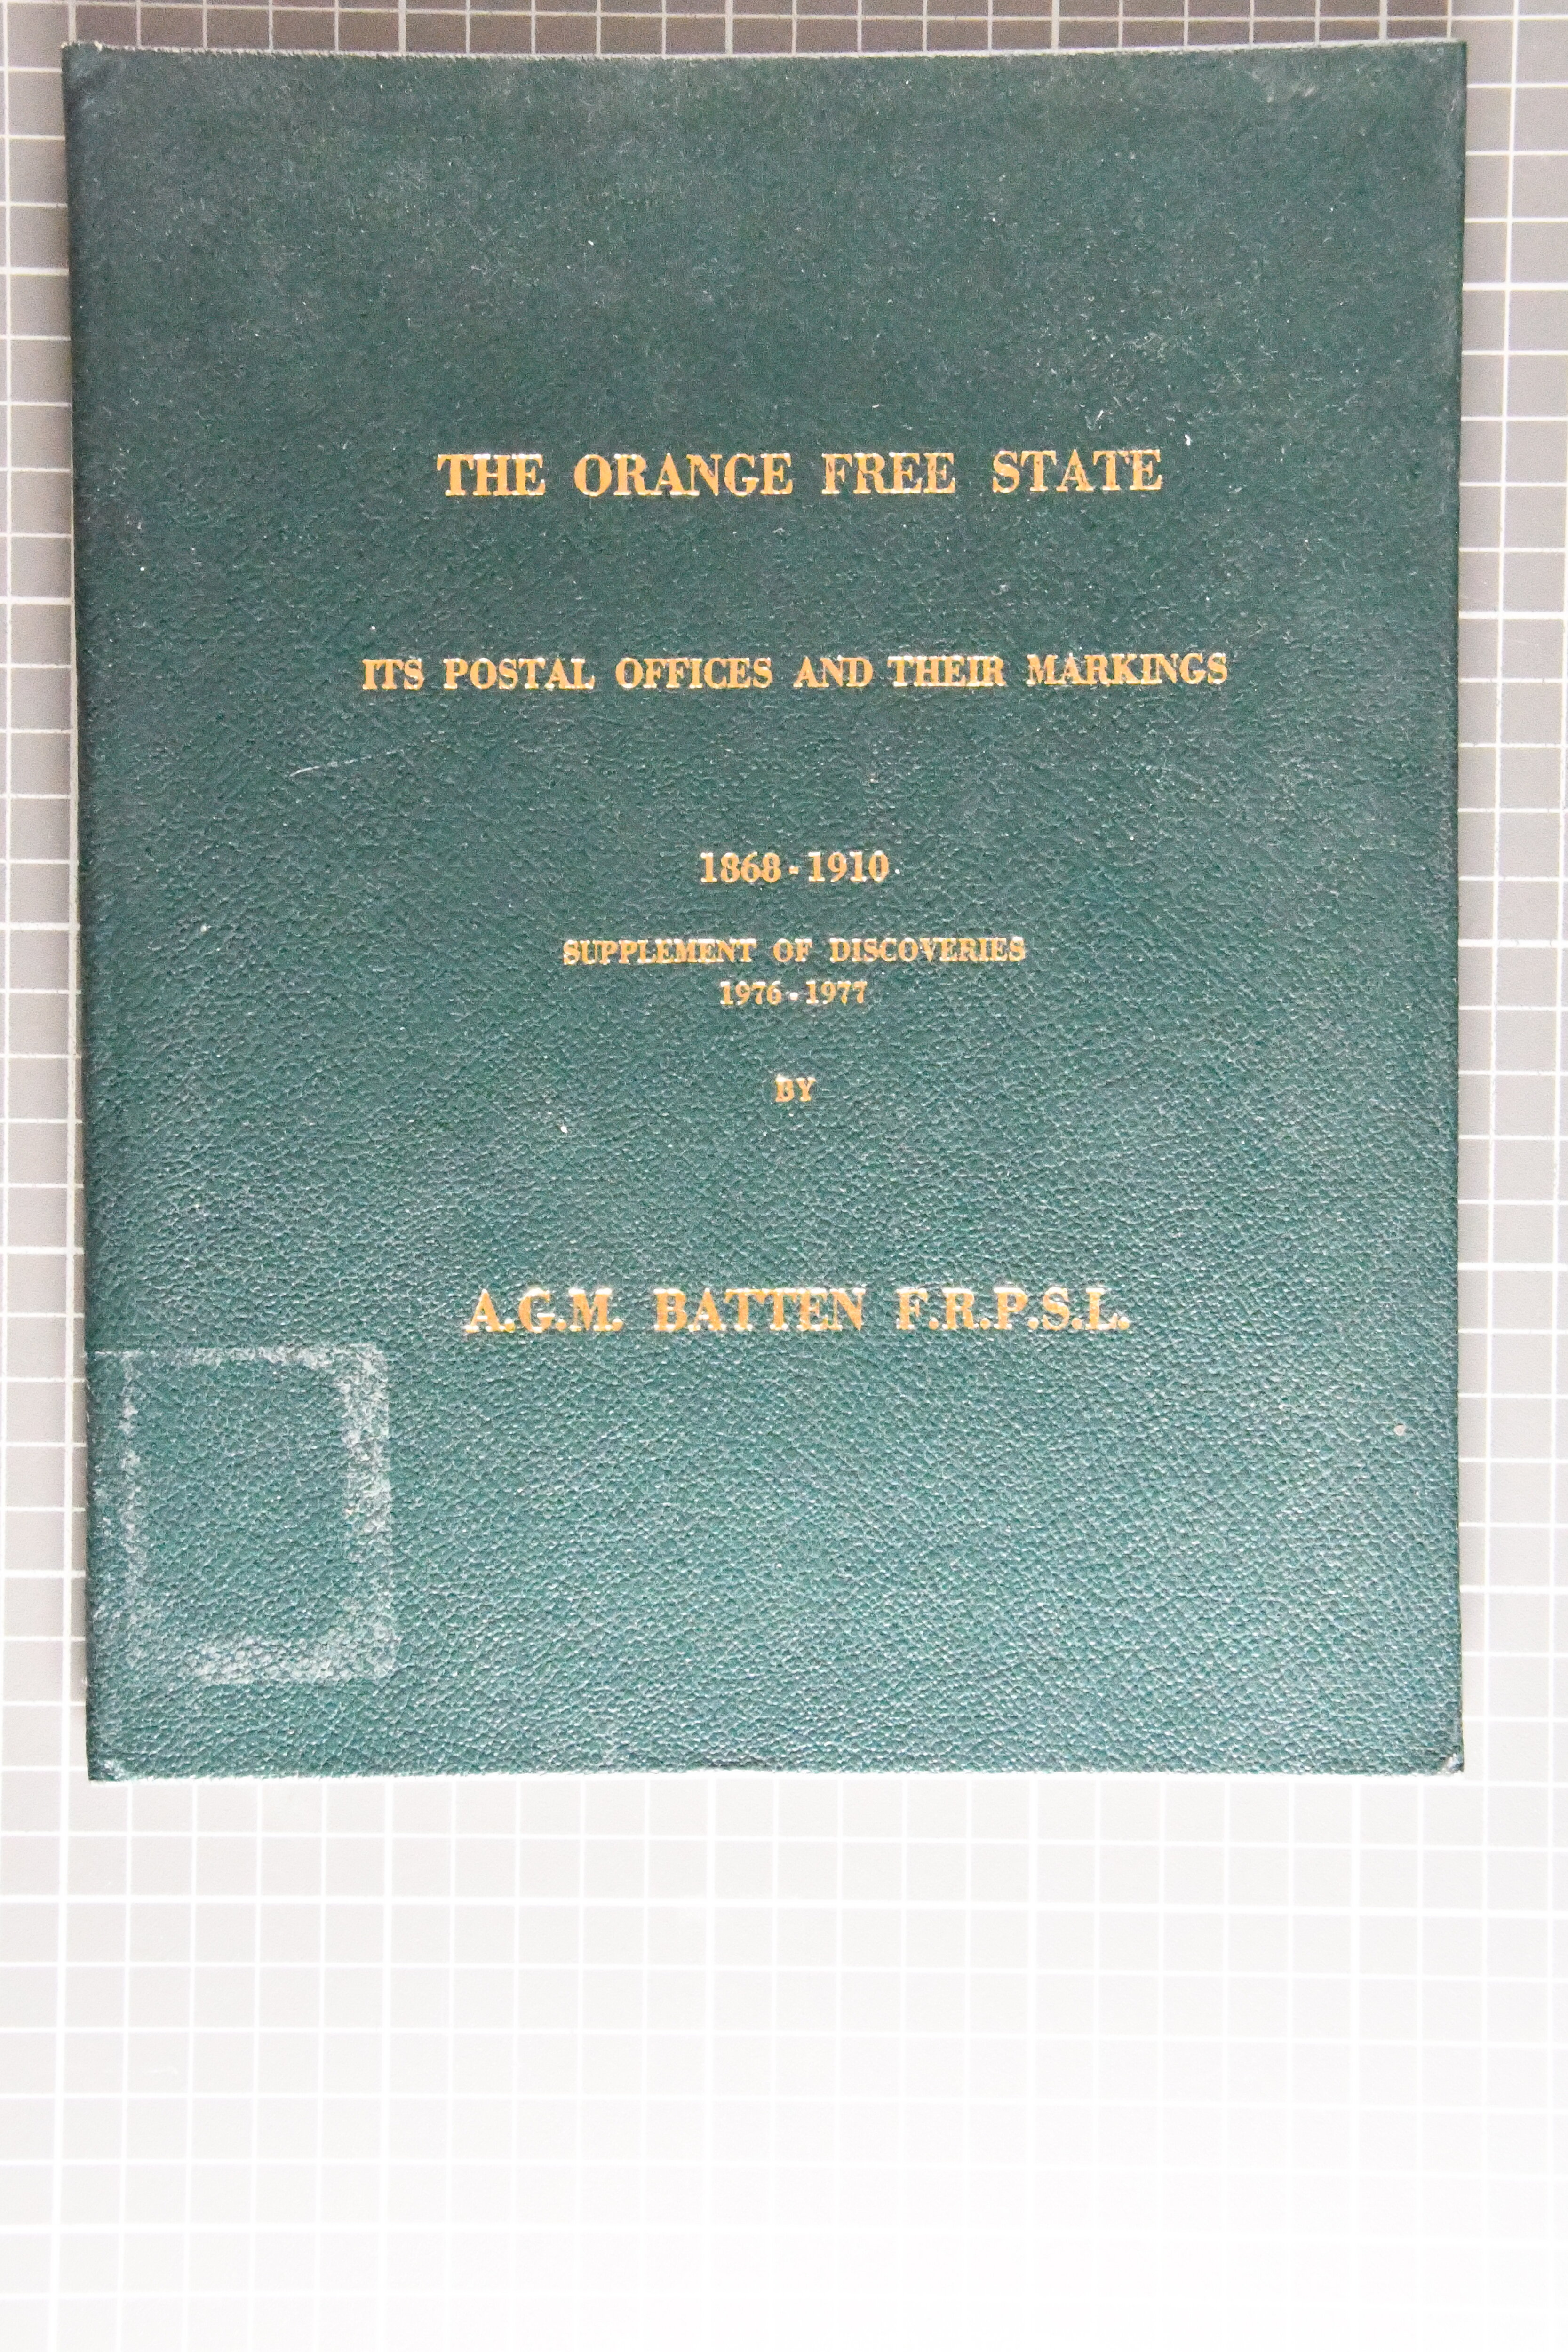 THE ORANGE FREE STATE
ITS POSTAL OFFICES AND THEIR MARKINGS
1868-1910
SUPPLEMENT OF DISCOVERIES
1976-1977
BY
A.G.M. BATTEN F.R.P.S.L.